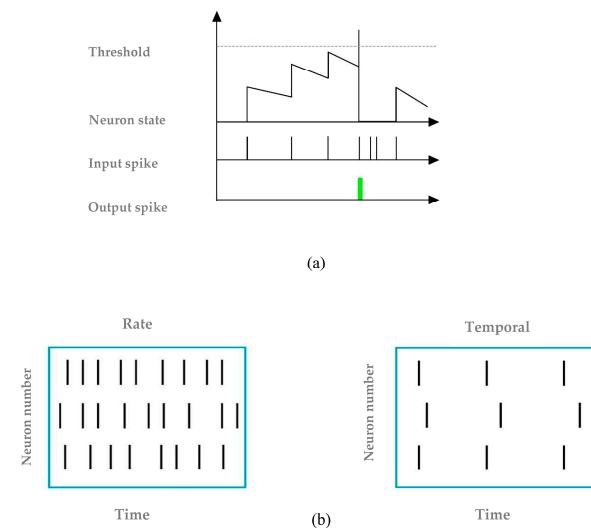 Threshold
Neuron state
Input spike
Output spike
(a)
Rate
Neuron number
Time
Temporal
Neuron number
Time
(b)